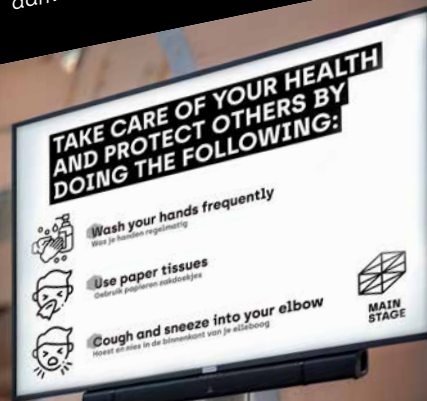 TAKE CARE OF YOUR HEALTH
AND PROTECT OTHERS BY
DOING THE FOLLOWING:
Wash your hands frequently
Was je handen regelmatig
Use paper tissues
Gebruik papieren zakdoekjes
Cough and sneeze into your elbow
Hoest en nies in de binnenkant van je elleboog
MAIN
STAGE